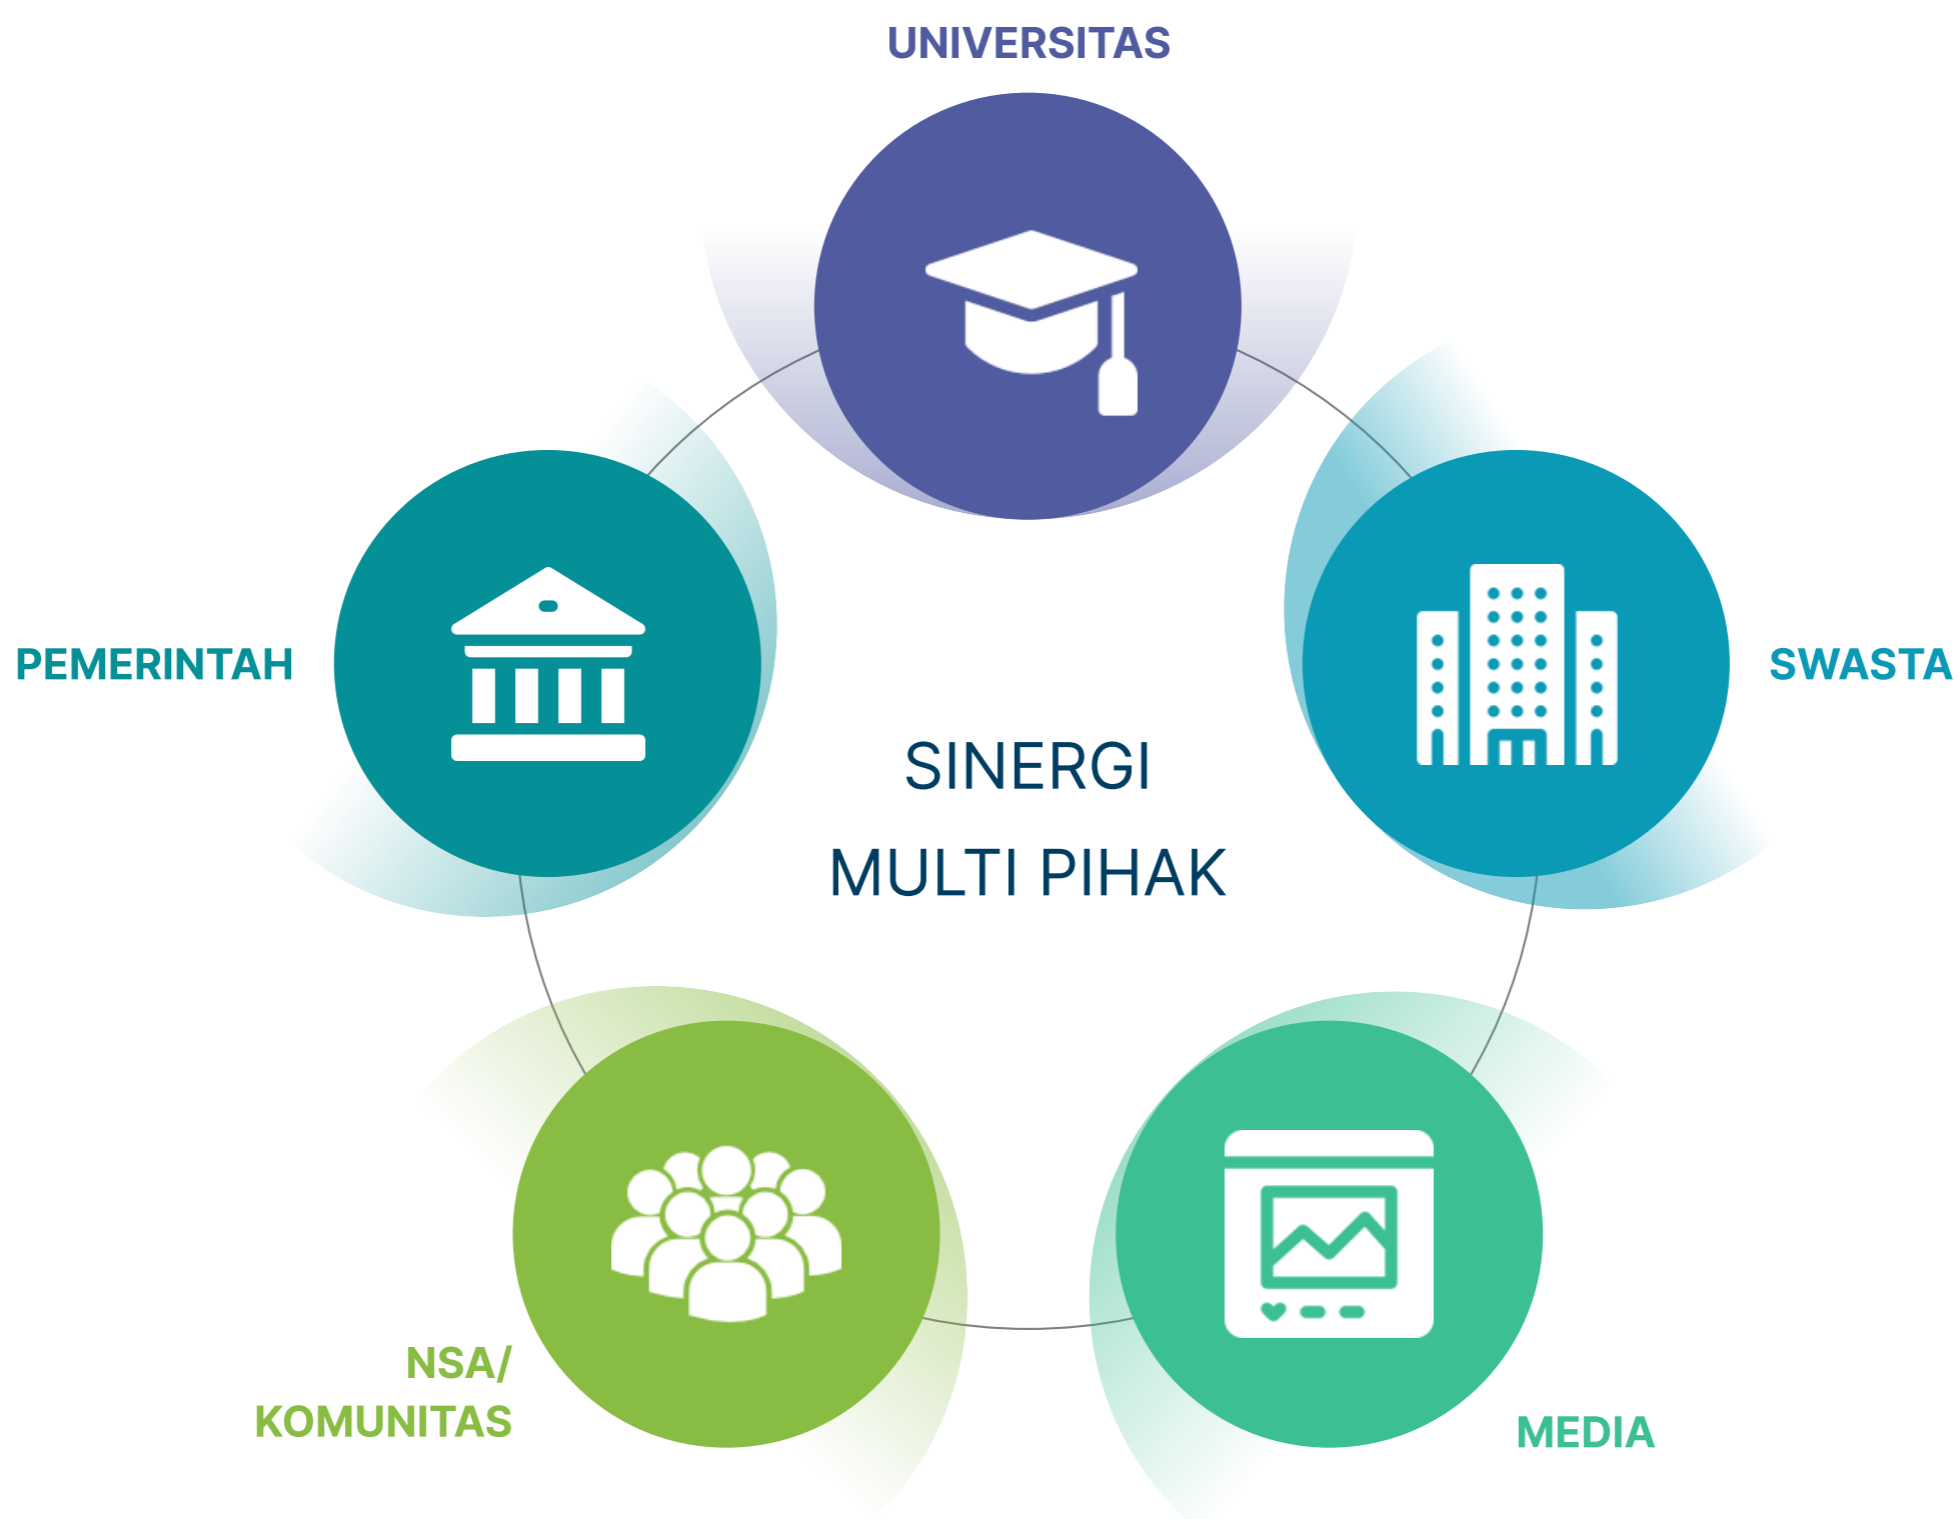 UNIVERSITAS
PEMERINTAH
SWASTA
SINERGI
MULTI PIHAK
NSA/
KOMUNITAS
MEDIA